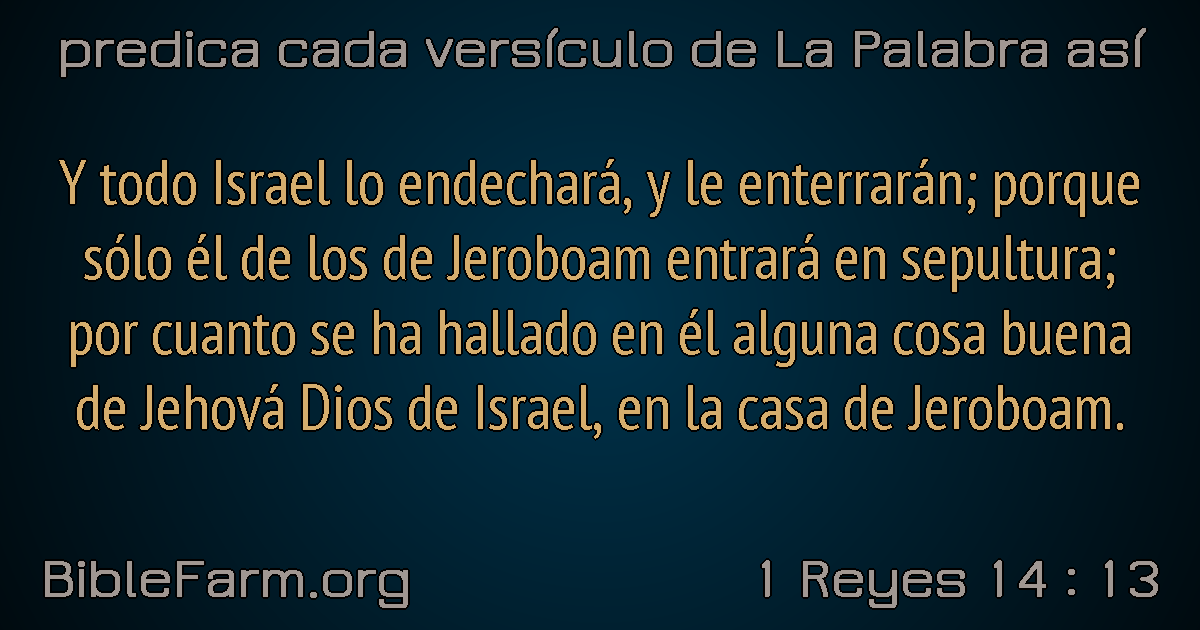 predica cada versículo de La Palabra así
Y todo Israel lo endechará, y le enterrarán; porque
sólo él de los de Jeroboam entrará en sepultura;
por cuanto se ha hallado en él alguna cosa buena
de Jehová Dios de Israel, en la casa de Jeroboam.
BibleFarm.org
1 Reyes 14 : 13